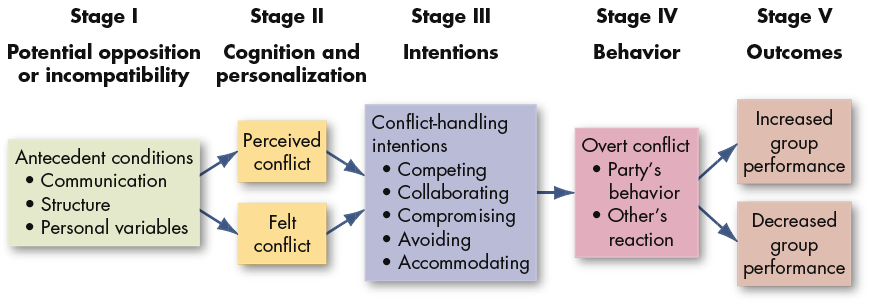 Stage I
Potential opposition
or incompatibility
Stage II
Cognition and
personalization
Stage III
Intentions
Stage IV
Behavior
Stage V
Outcomes
Antecedent conditions
• Communication
• Structure
• Personal variables
Perceived
conflict
Felt
conflict
Conflict-handling
intentions
• Competing
• Collaborating
• Compromising
• Avoiding
• Accommodating
Overt conflict
• Party's
behavior
• Other's
reaction
Increased
group
performance
Decreased
group
performance